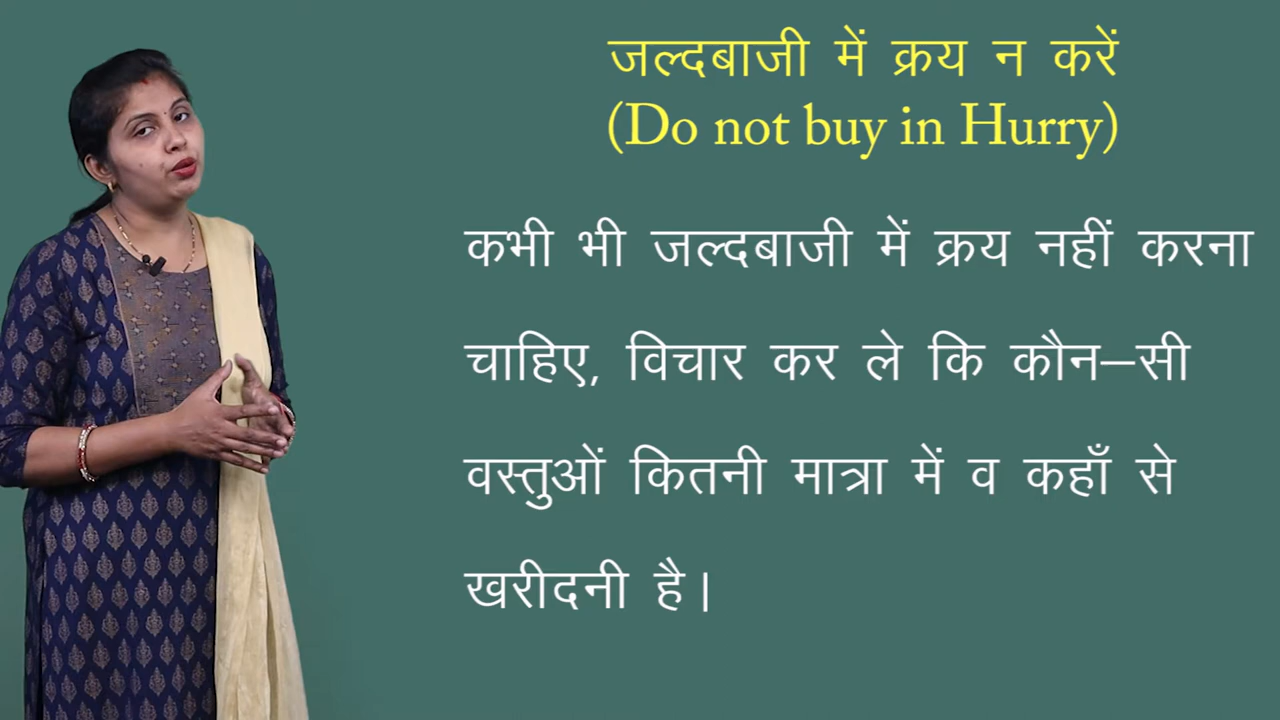 जल्दबाजी में क्रय न करें
(Do not buy in Hurry)
कभी भी जल्दबाजी में क्रय नहीं करना
चाहिए, विचार कर ले कि कौन–सी
वस्तुओं कितनी मात्रा में व कहाँ से
खरीदनी है।